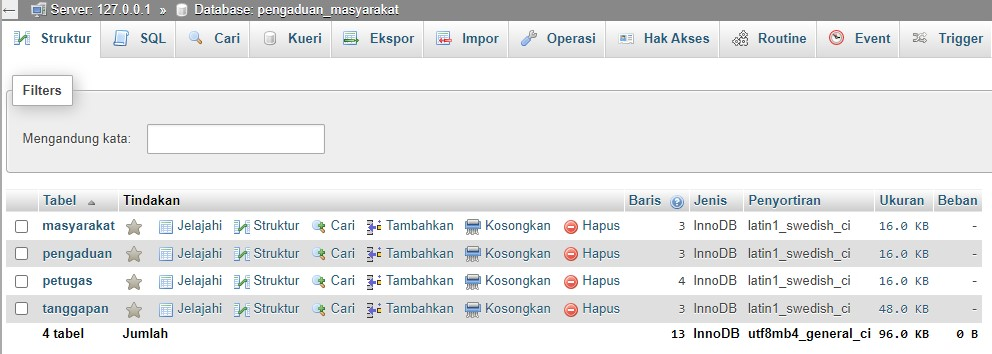 Server: 127.0.0.1 » Database: pengaduan_masyarakat
Struktur SQL Cari Kueri Ekspor Impor Operasi Hak Akses Routine Event Trigger
Filters
Mengandung kata:
Tabel Tindakan Baris Jenis Penyortiran Ukuran Beban
masyarakat Jelajahi Struktur Cari Tambahkan Kosongkan Hapus 3 InnoDB latin1_swedish_ci 16.0 KB -
pengaduan Jelajahi Struktur Cari Tambahkan Kosongkan Hapus 3 InnoDB latin1_swedish_ci 16.0 KB -
petugas Jelajahi Struktur Cari Tambahkan Kosongkan Hapus 4 InnoDB latin1_swedish_ci 16.0 KB -
tanggapan Jelajahi Struktur Cari Tambahkan Kosongkan Hapus 3 InnoDB latin1_swedish_ci 48.0 KB -
4 tabel Jumlah 13 InnoDB utf8mb4_general_ci 96.0 KB 0 B